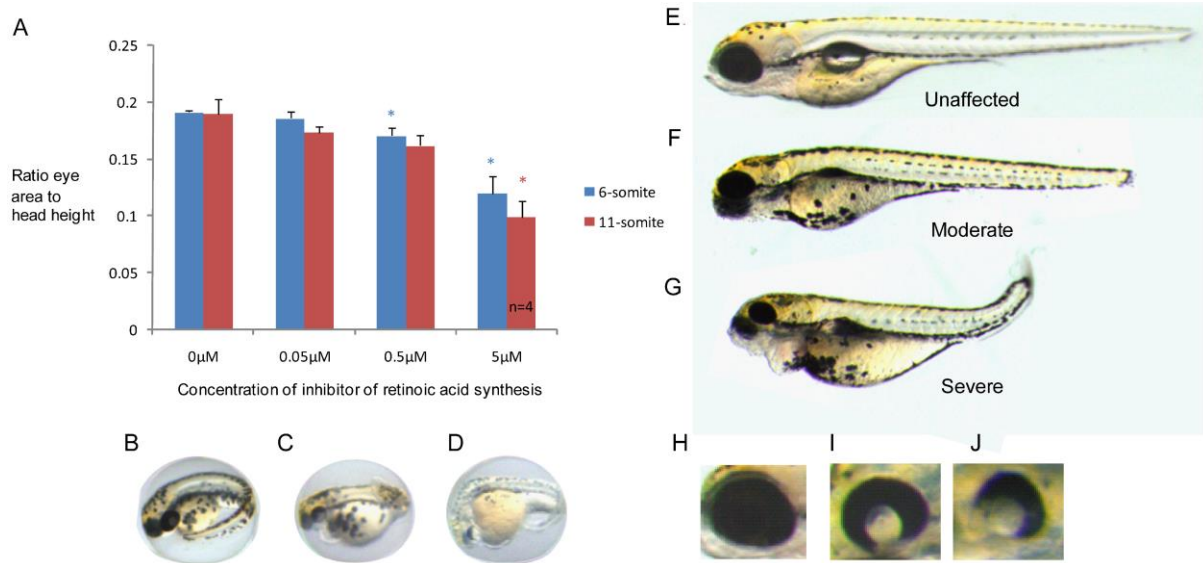 A
0.25
0.2
0.15
0.1
0.05
0
Ratio eye
area to
head height
*
*
*
n=4
6-somite
11-somite
0µM
0.05µM
0.5µM
5µM
Concentration of inhibitor of retinoic acid synthesis
B
C
D
E
Unaffected
F
Moderate
G
Severe
H
I
J